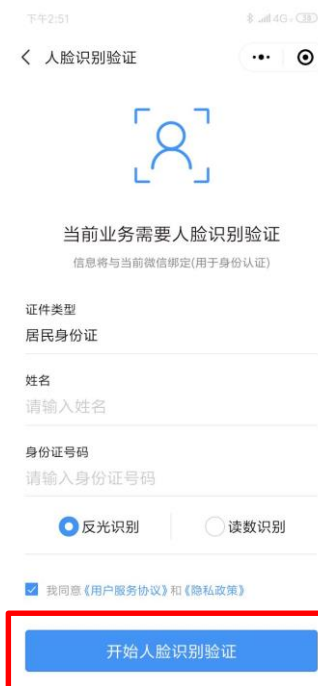 下午2:51
4G
人脸识别验证
当前业务需要人脸识别验证
信息将与当前微信绑定(用于身份认证)
证件类型
居民身份证
姓名
请输入姓名
身份证号码
请输入身份证号码
反光识别 读数识别
我同意《用户服务协议》和《隐私政策》
开始人脸识别验证